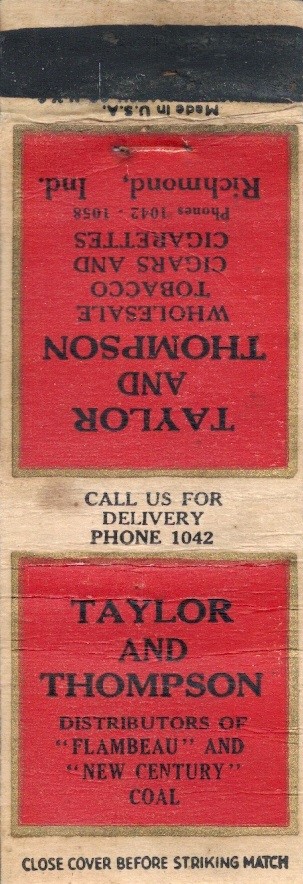 Made in U.S.A.
TAYLOR
AND
THOMPSON
WHOLESALE
TOBACCO
CIGARS AND
CIGARETTES
Phones 1042 - 1058
Richmond, Ind.
CALL US FOR
DELIVERY
PHONE 1042
TAYLOR
AND
THOMPSON
DISTRIBUTORS OF
"FLAMBEAU" AND
"NEW CENTURY"
COAL
CLOSE COVER BEFORE STRIKING MATCH